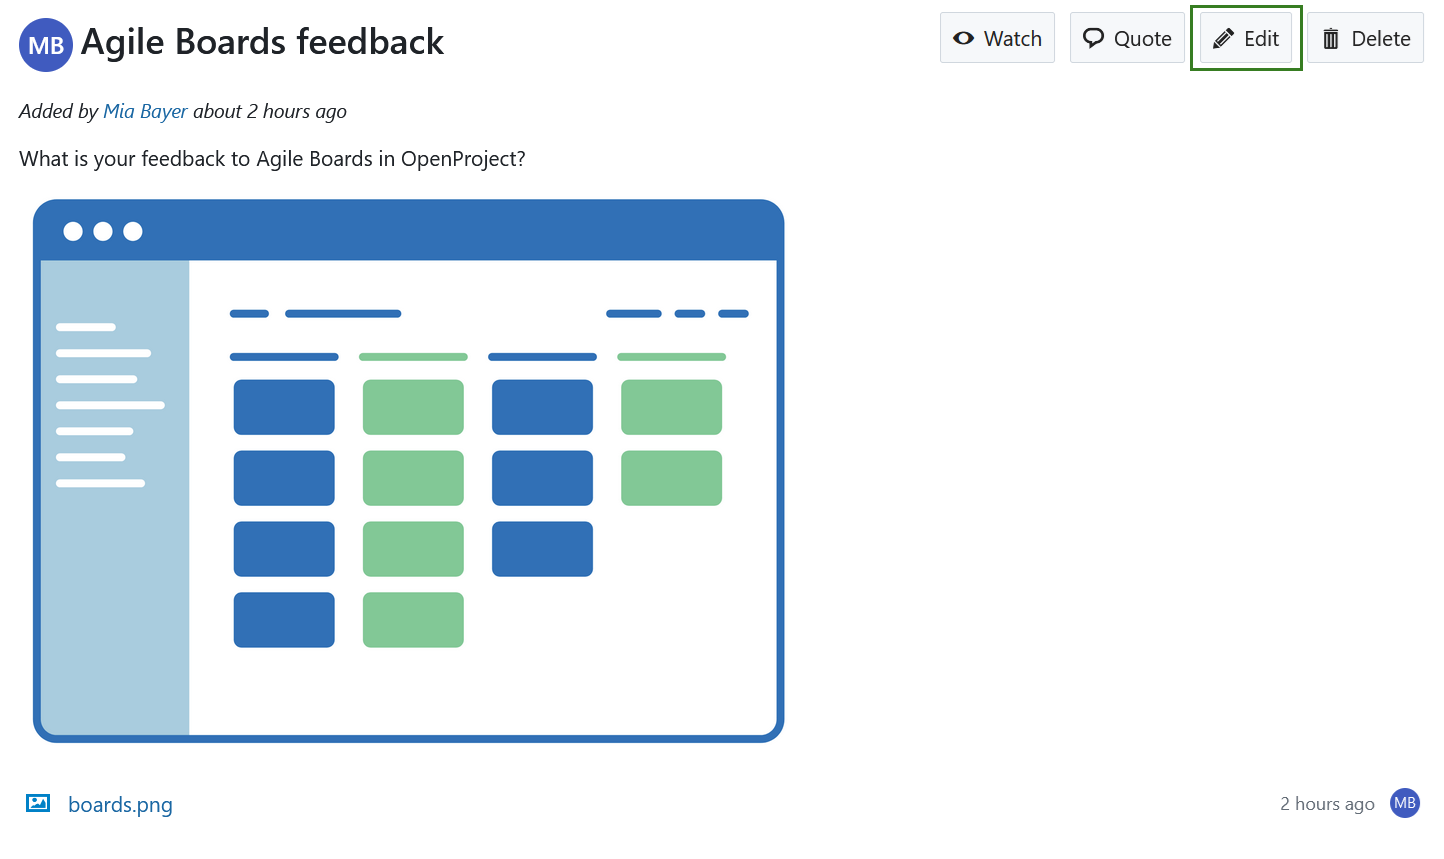 MB Agile Boards feedback
Watch Quote Edit Delete
Added by Mia Bayer about 2 hours ago
What is your feedback to Agile Boards in OpenProject?
boards.png 2 hours ago MB